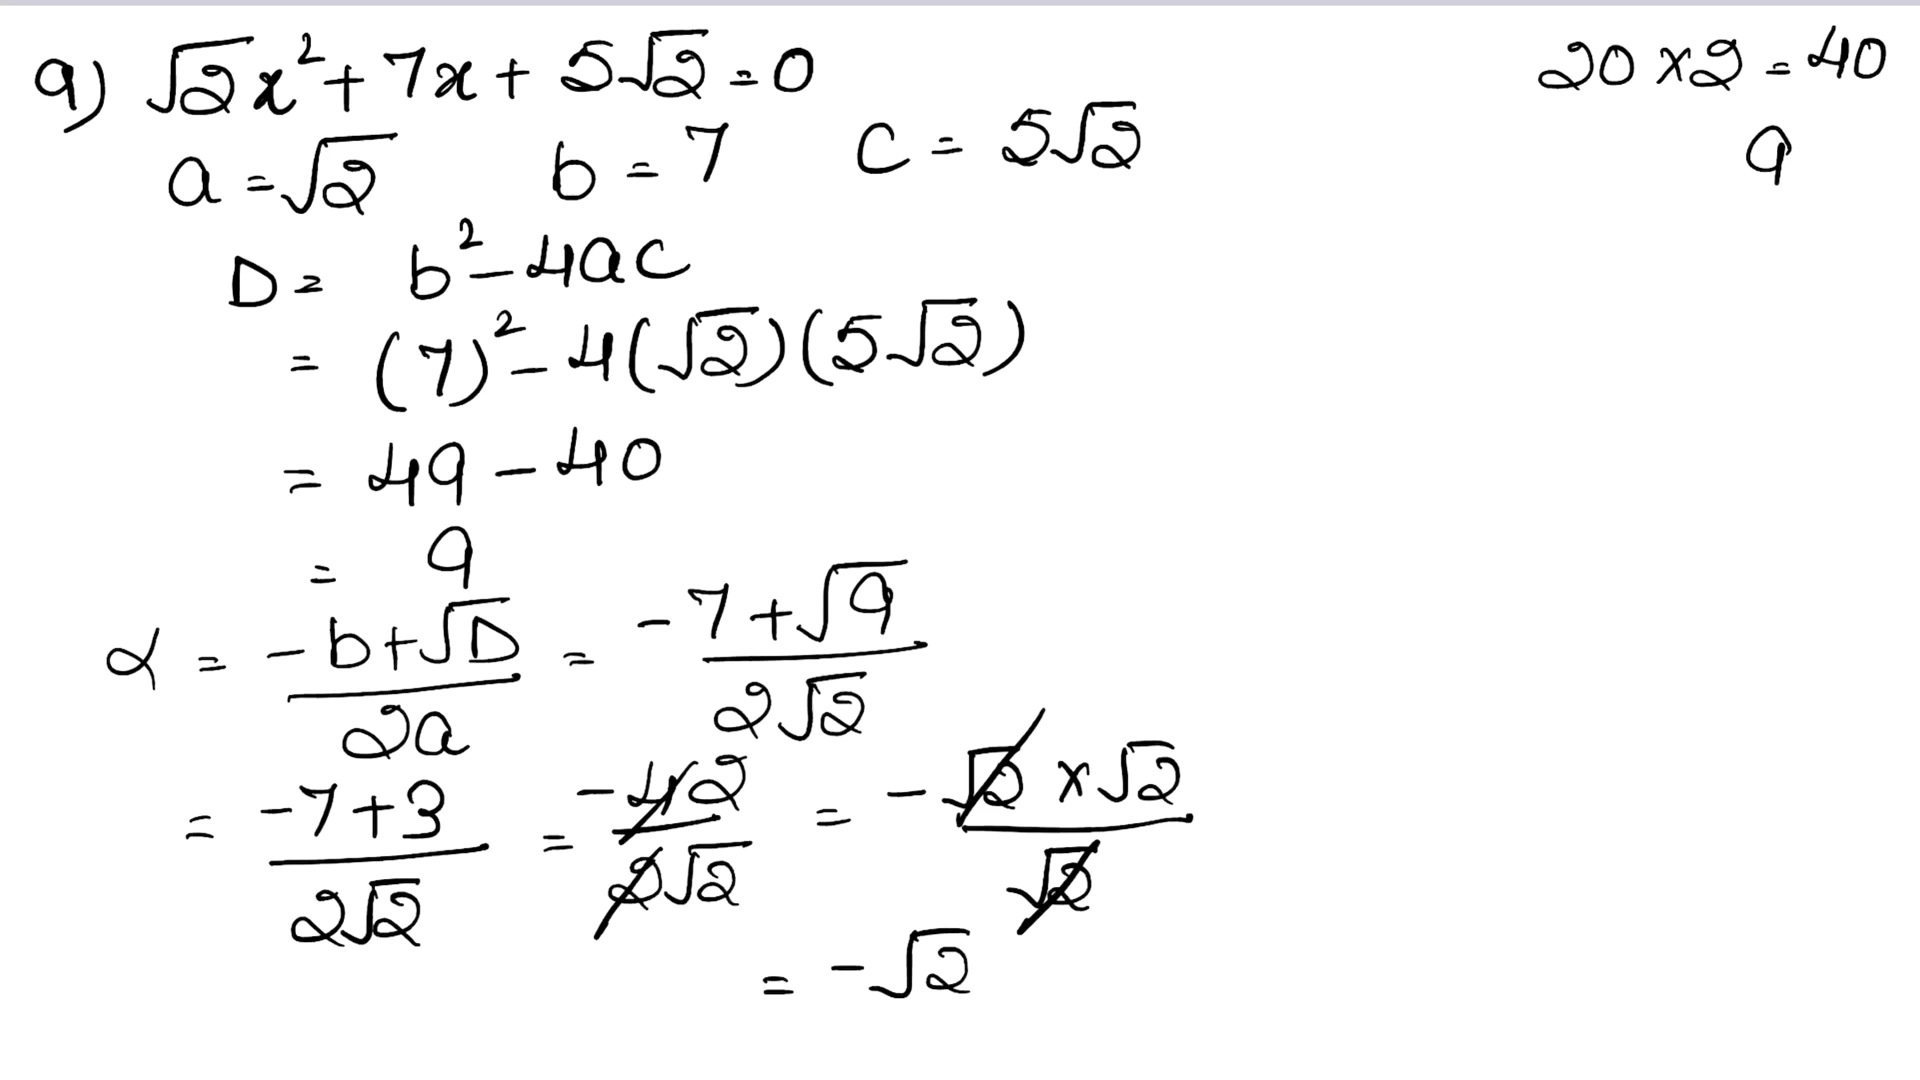 9) √2x² + 7x + 5√2 = 0
20 × 2 = 40
a = √2 b = 7 c = 5√2
9
D = b² - 4ac
= (7)² - 4(√2)(5√2)
= 49 - 40
= 9
α = (-b+√D)/(2a) = (-7+√9)/(2√2)
= (-7+3)/(2√2) = (-4 2)/(2√2) = (-√2 × √2)/(√2)
= -√2